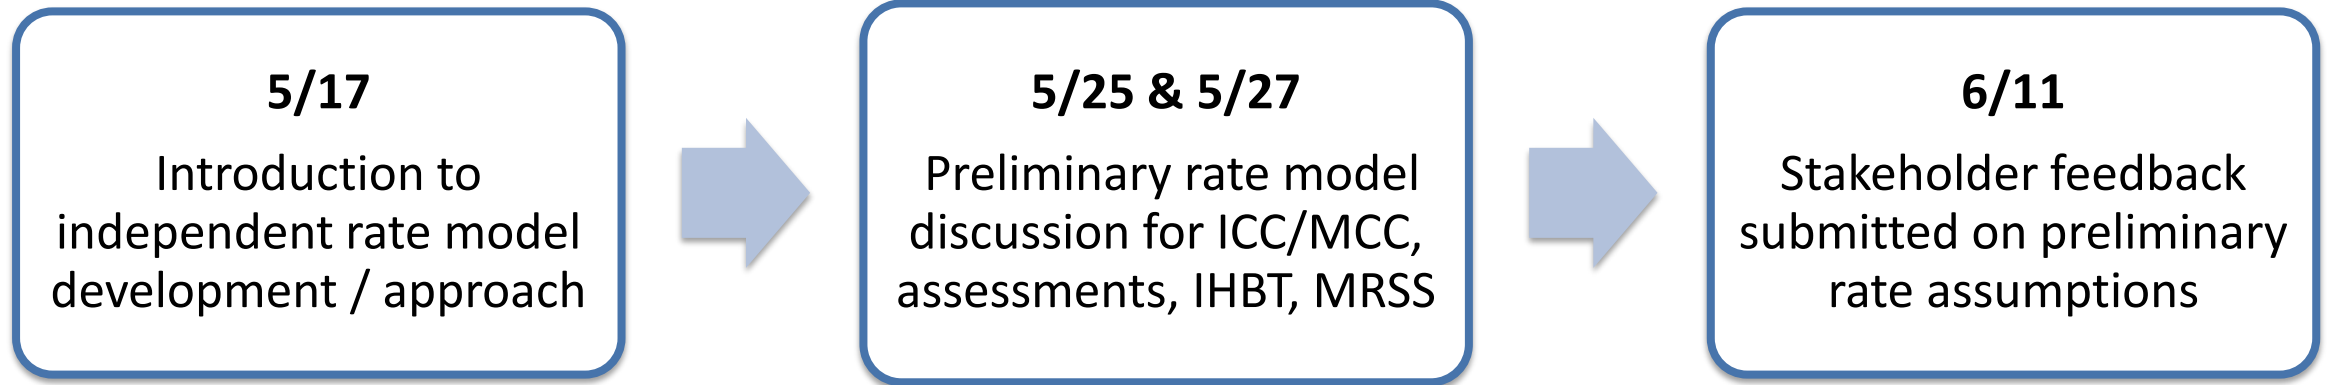 5/17
Introduction to
independent rate model
development / approach
5/25 & 5/27
Preliminary rate model
discussion for ICC/MCC,
assessments, IHBT, MRSS
6/11
Stakeholder feedback
submitted on preliminary
rate assumptions